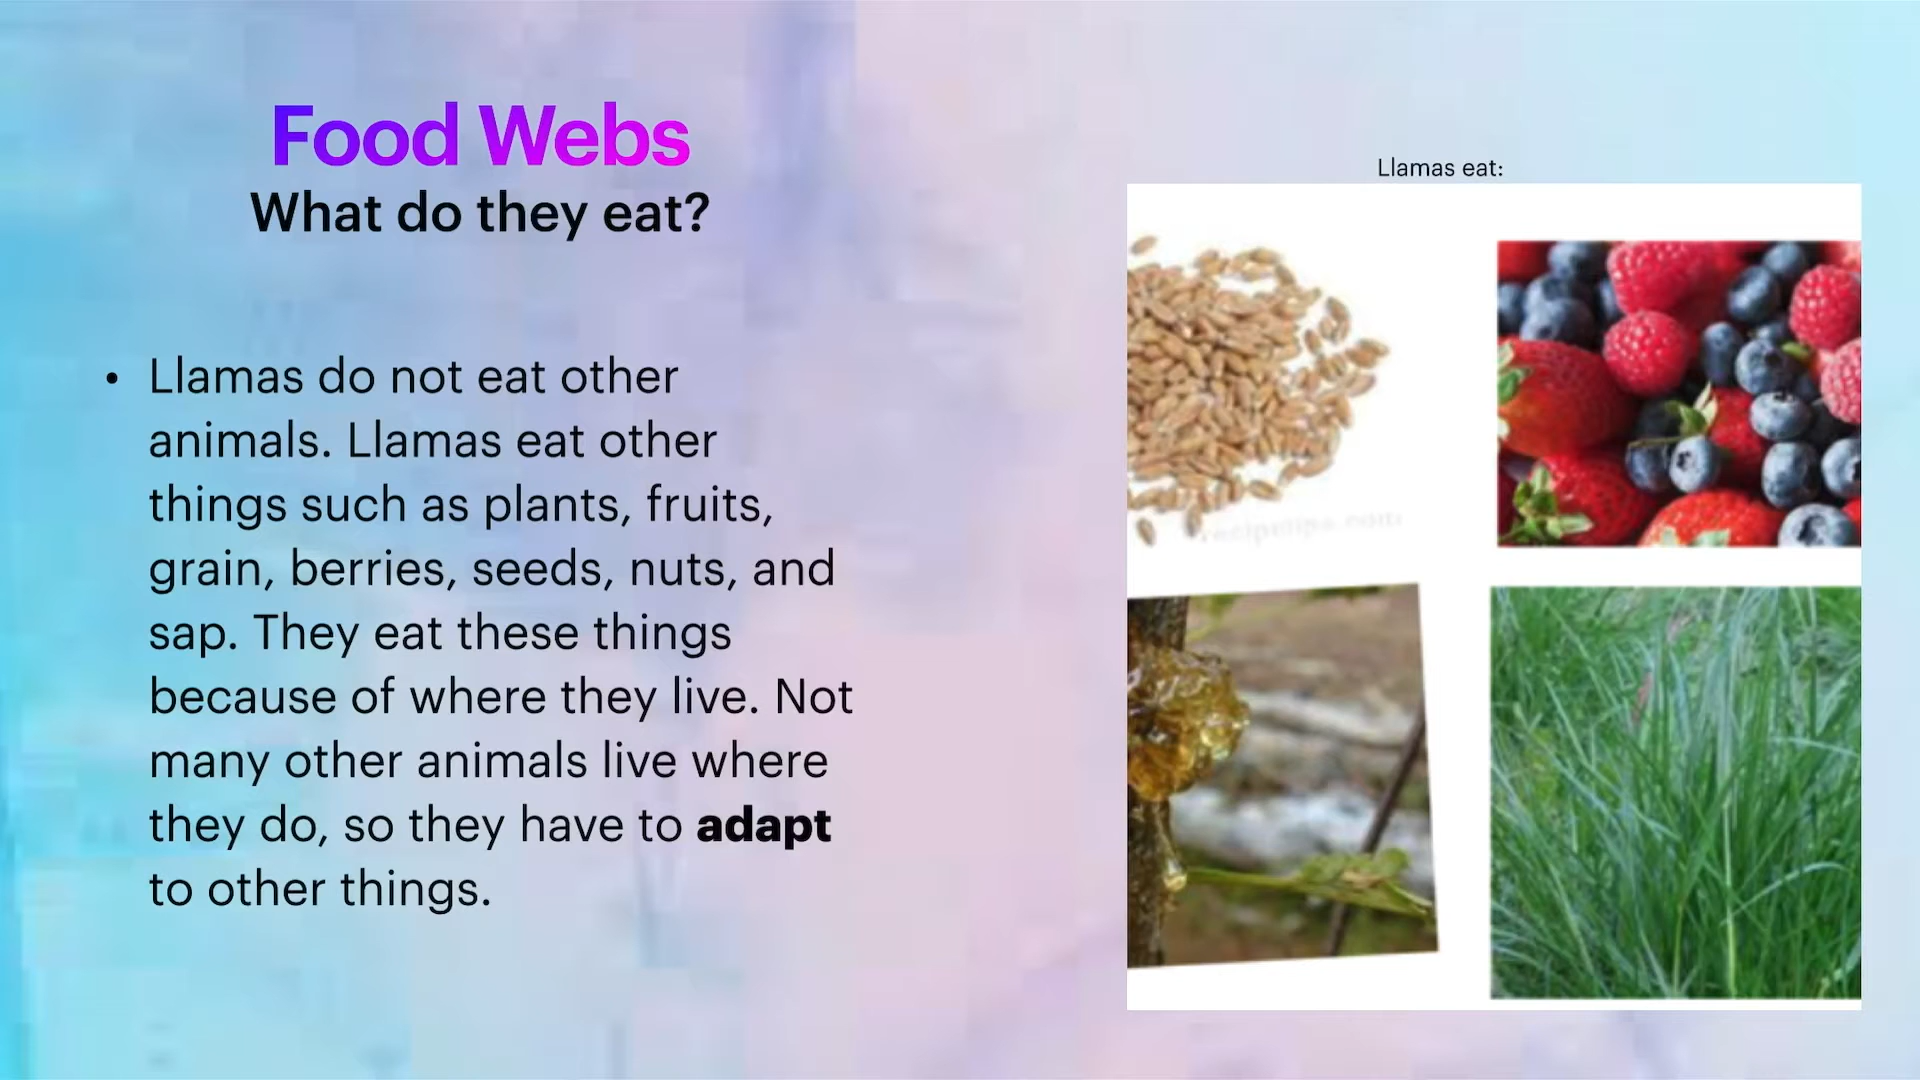 Food Webs
What do they eat?
• Llamas do not eat other
animals. Llamas eat other
things such as plants, fruits,
grain, berries, seeds, nuts, and
sap. They eat these things
because of where they live. Not
many other animals live where
they do, so they have to adapt
to other things.
Llamas eat: